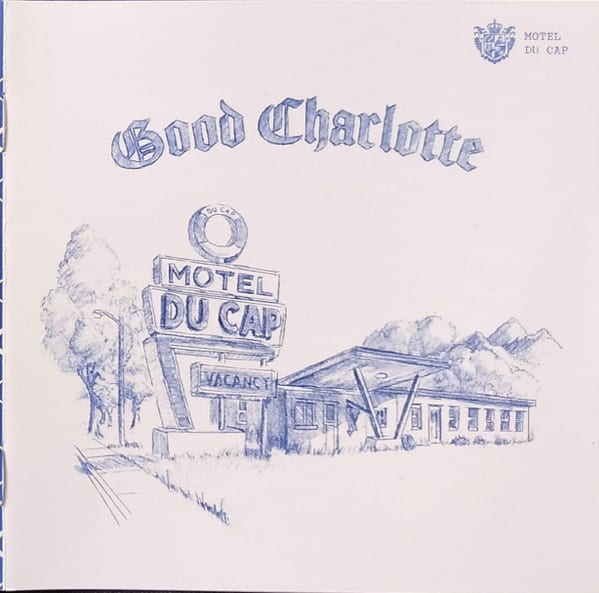 MOTEL
DU CAP
Good Charlotte
DU CAP
MOTEL
DU CAP
VACANCY